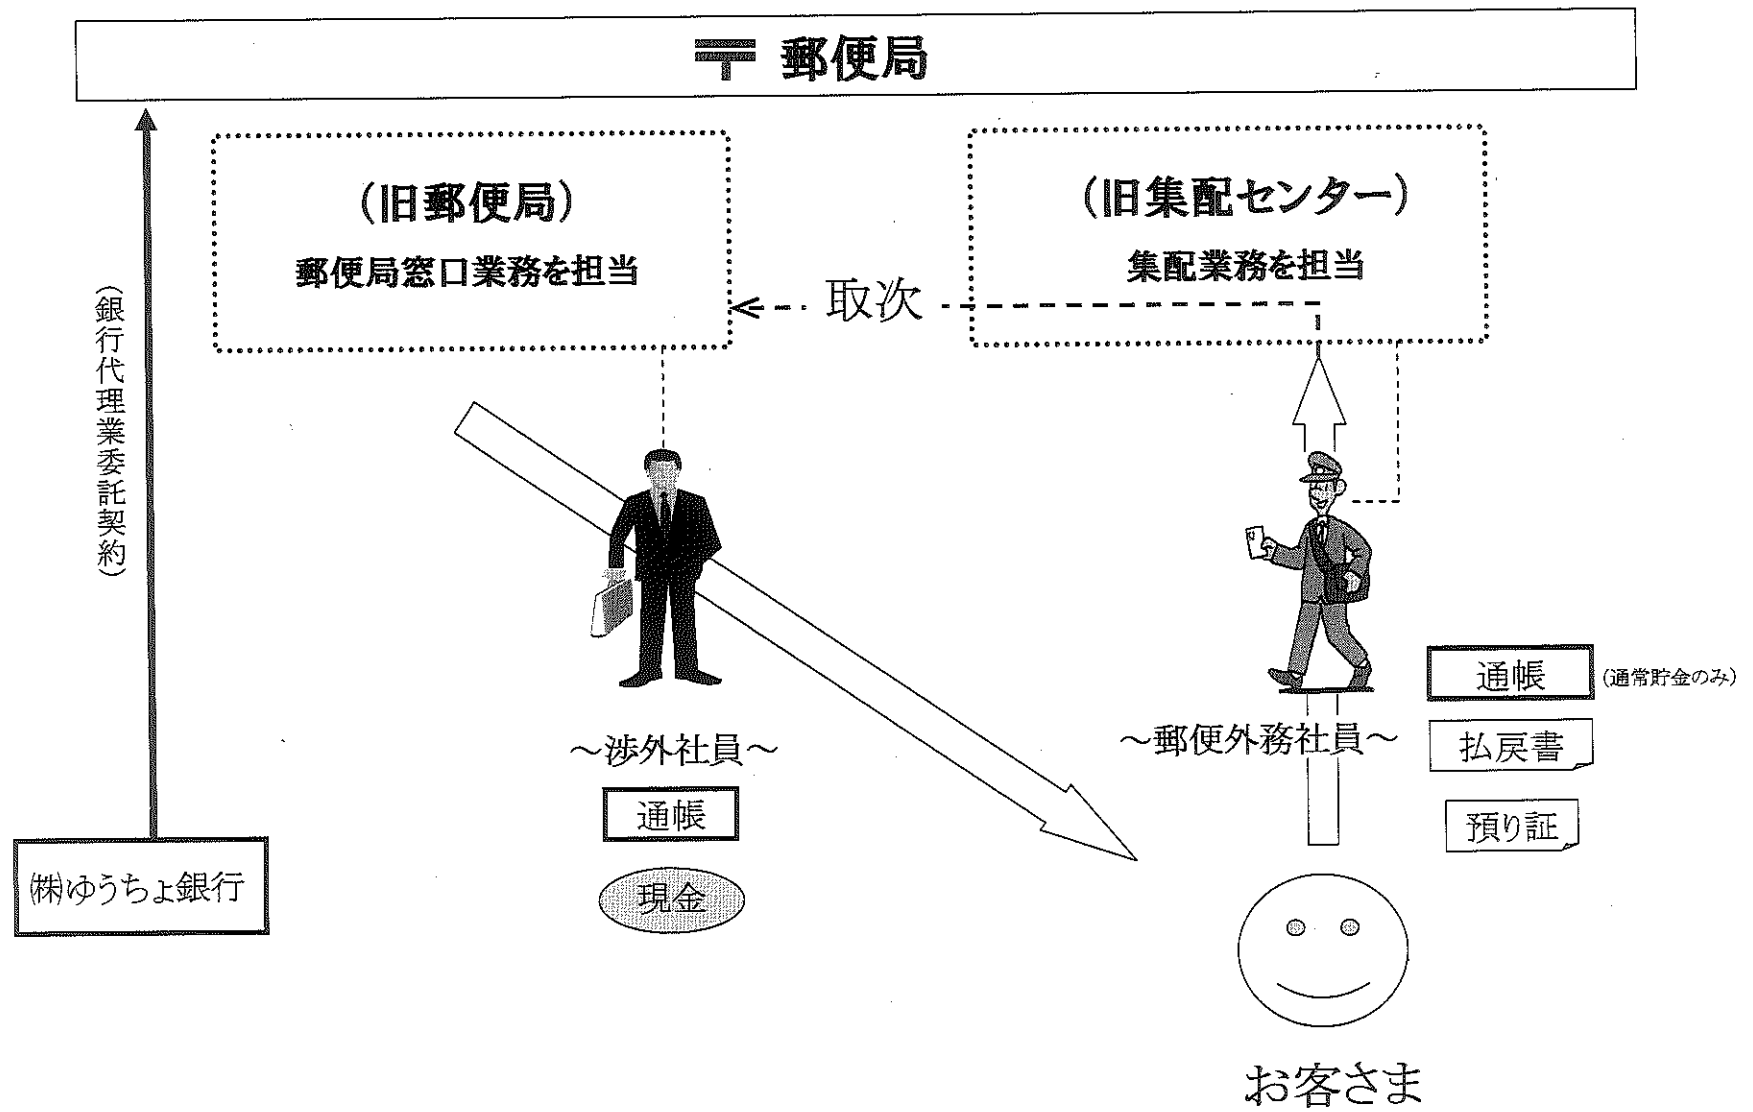 〒 郵便局
（旧郵便局）
郵便局窓口業務を担当
（旧集配センター）
集配業務を担当
取次
（銀行代理業委託契約）
～渉外社員～
通帳
現金
～郵便外務社員～
通帳
(通常貯金のみ)
払戻書
預り証
㈱ゆうちょ銀行
お客さま